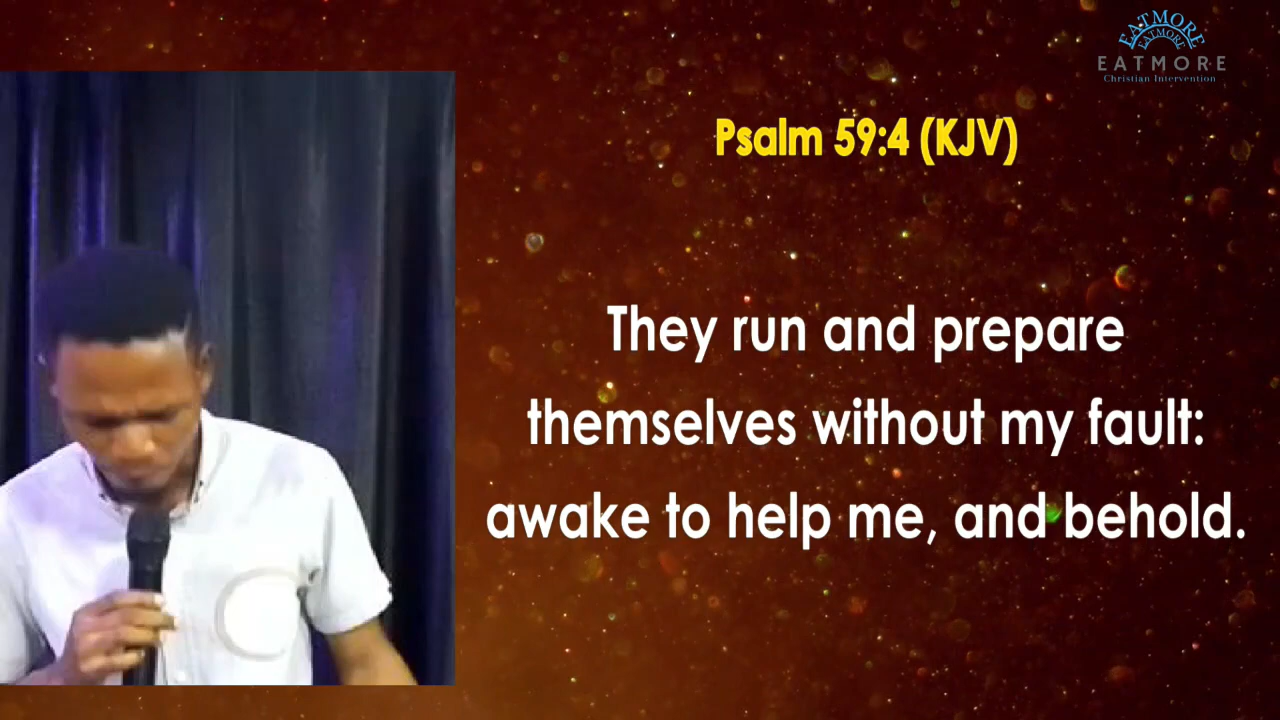 EATMORE
EATMORE
EATMORE
Christian Intervention
Psalm 59:4 (KJV)
They run and prepare
themselves without my fault:
awake to help me, and behold.